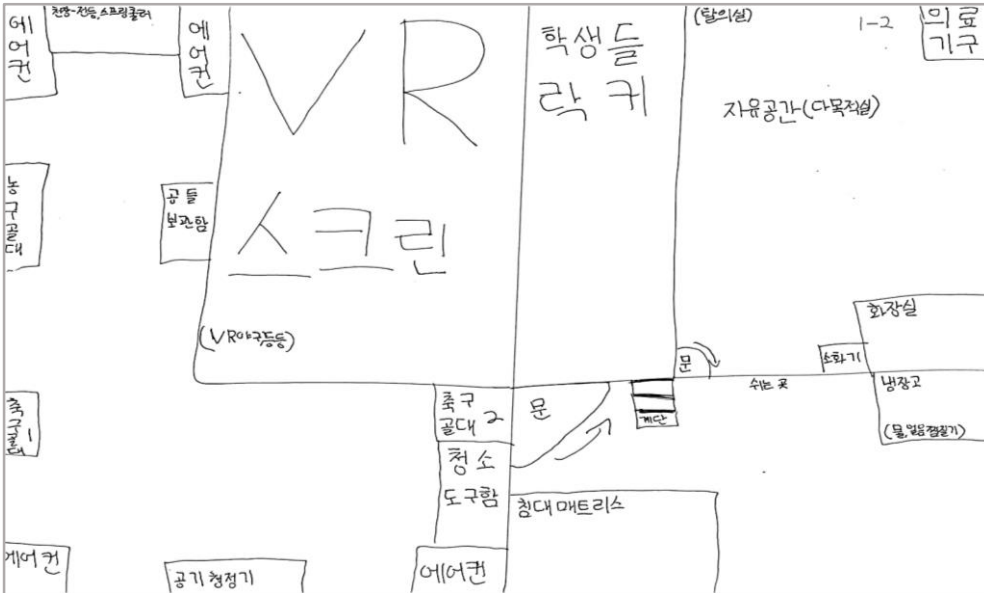 에어컨
천장-전등,스프링쿨러
에어컨
VR
스크린
(VR야구등등)
학생들
락커
(탈의실)
1-2
의료
기구
자유공간(다목적실)
농구골대
공들
보관함
화장실
소화기
문
쉬는 곳
냉장고
(물,얼음찜질기)
계단
축구골대1
축구
골대 2
문
청소
도구함
침대 매트리스
에어컨
공기청정기
에어컨